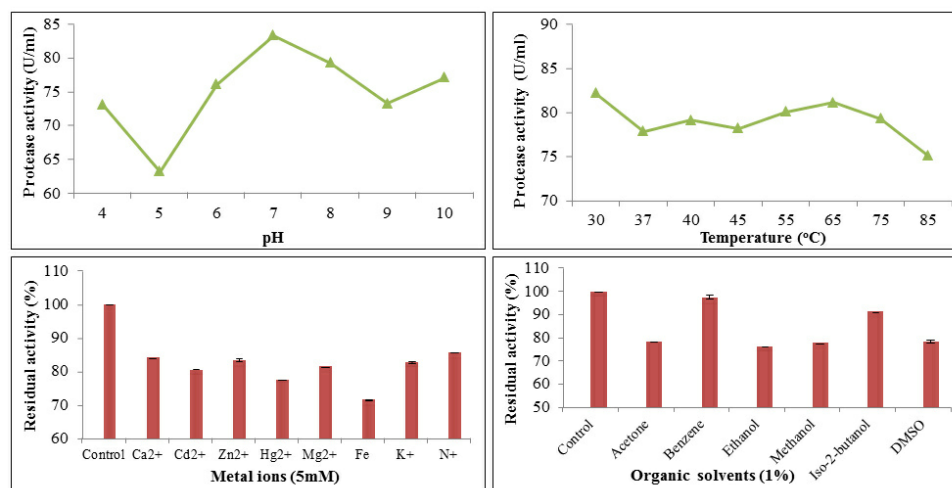 Protease activity (U/ml)
85
80
75
70
65
60
4 5 6 7 8 9 10
pH
Protease activity (U/ml)
90
85
80
75
70
30 37 40 45 55 65 75 85
Temperature (°C)
Residual activity (%)
110
100
90
80
70
60
Control Ca2+ Cd2+ Zn2+ Hg2+ Mg2+ Fe K+ N+
Metal ions (5mM)
Residual activity (%)
110
100
90
80
70
60
50
Control Acetone Benzene Ethanol Methanol Iso-2-butanol DMSO
Organic solvents (1%)